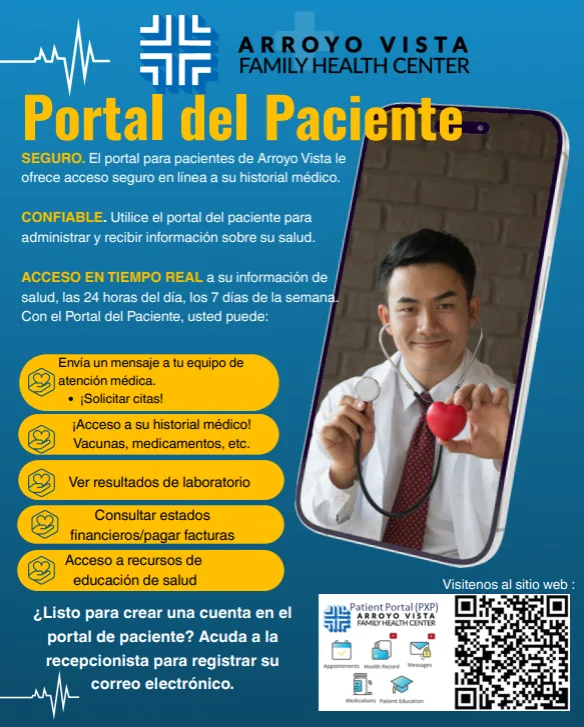 ARROYO VISTA
FAMILY HEALTH CENTER
Portal del Paciente
SEGURO. El portal para pacientes de Arroyo Vista le
ofrece acceso seguro en línea a su historial médico.
CONFIABLE. Utilice el portal del paciente para
administrar y recibir información sobre su salud.
ACCESO EN TIEMPO REAL a su información de
salud, las 24 horas del día, los 7 días de la semana.
Con el Portal del Paciente, usted puede:
Envía un mensaje a tu equipo de
atención médica.
• ¡Solicitar citas!
¡Acceso a su historial médico!
Vacunas, medicamentos, etc.
Ver resultados de laboratorio
Consultar estados
financieros/pagar facturas
Acceso a recursos de
educación de salud
¿Listo para crear una cuenta en el
portal de paciente? Acuda a la
recepcionista para registrar su
correo electrónico.
Visitenos al sitio web :
Patient Portal (PXP)
ARROYO VISTA
FAMILY HEALTH CENTER
Appointments Health Record Messages
Medications Patient Education